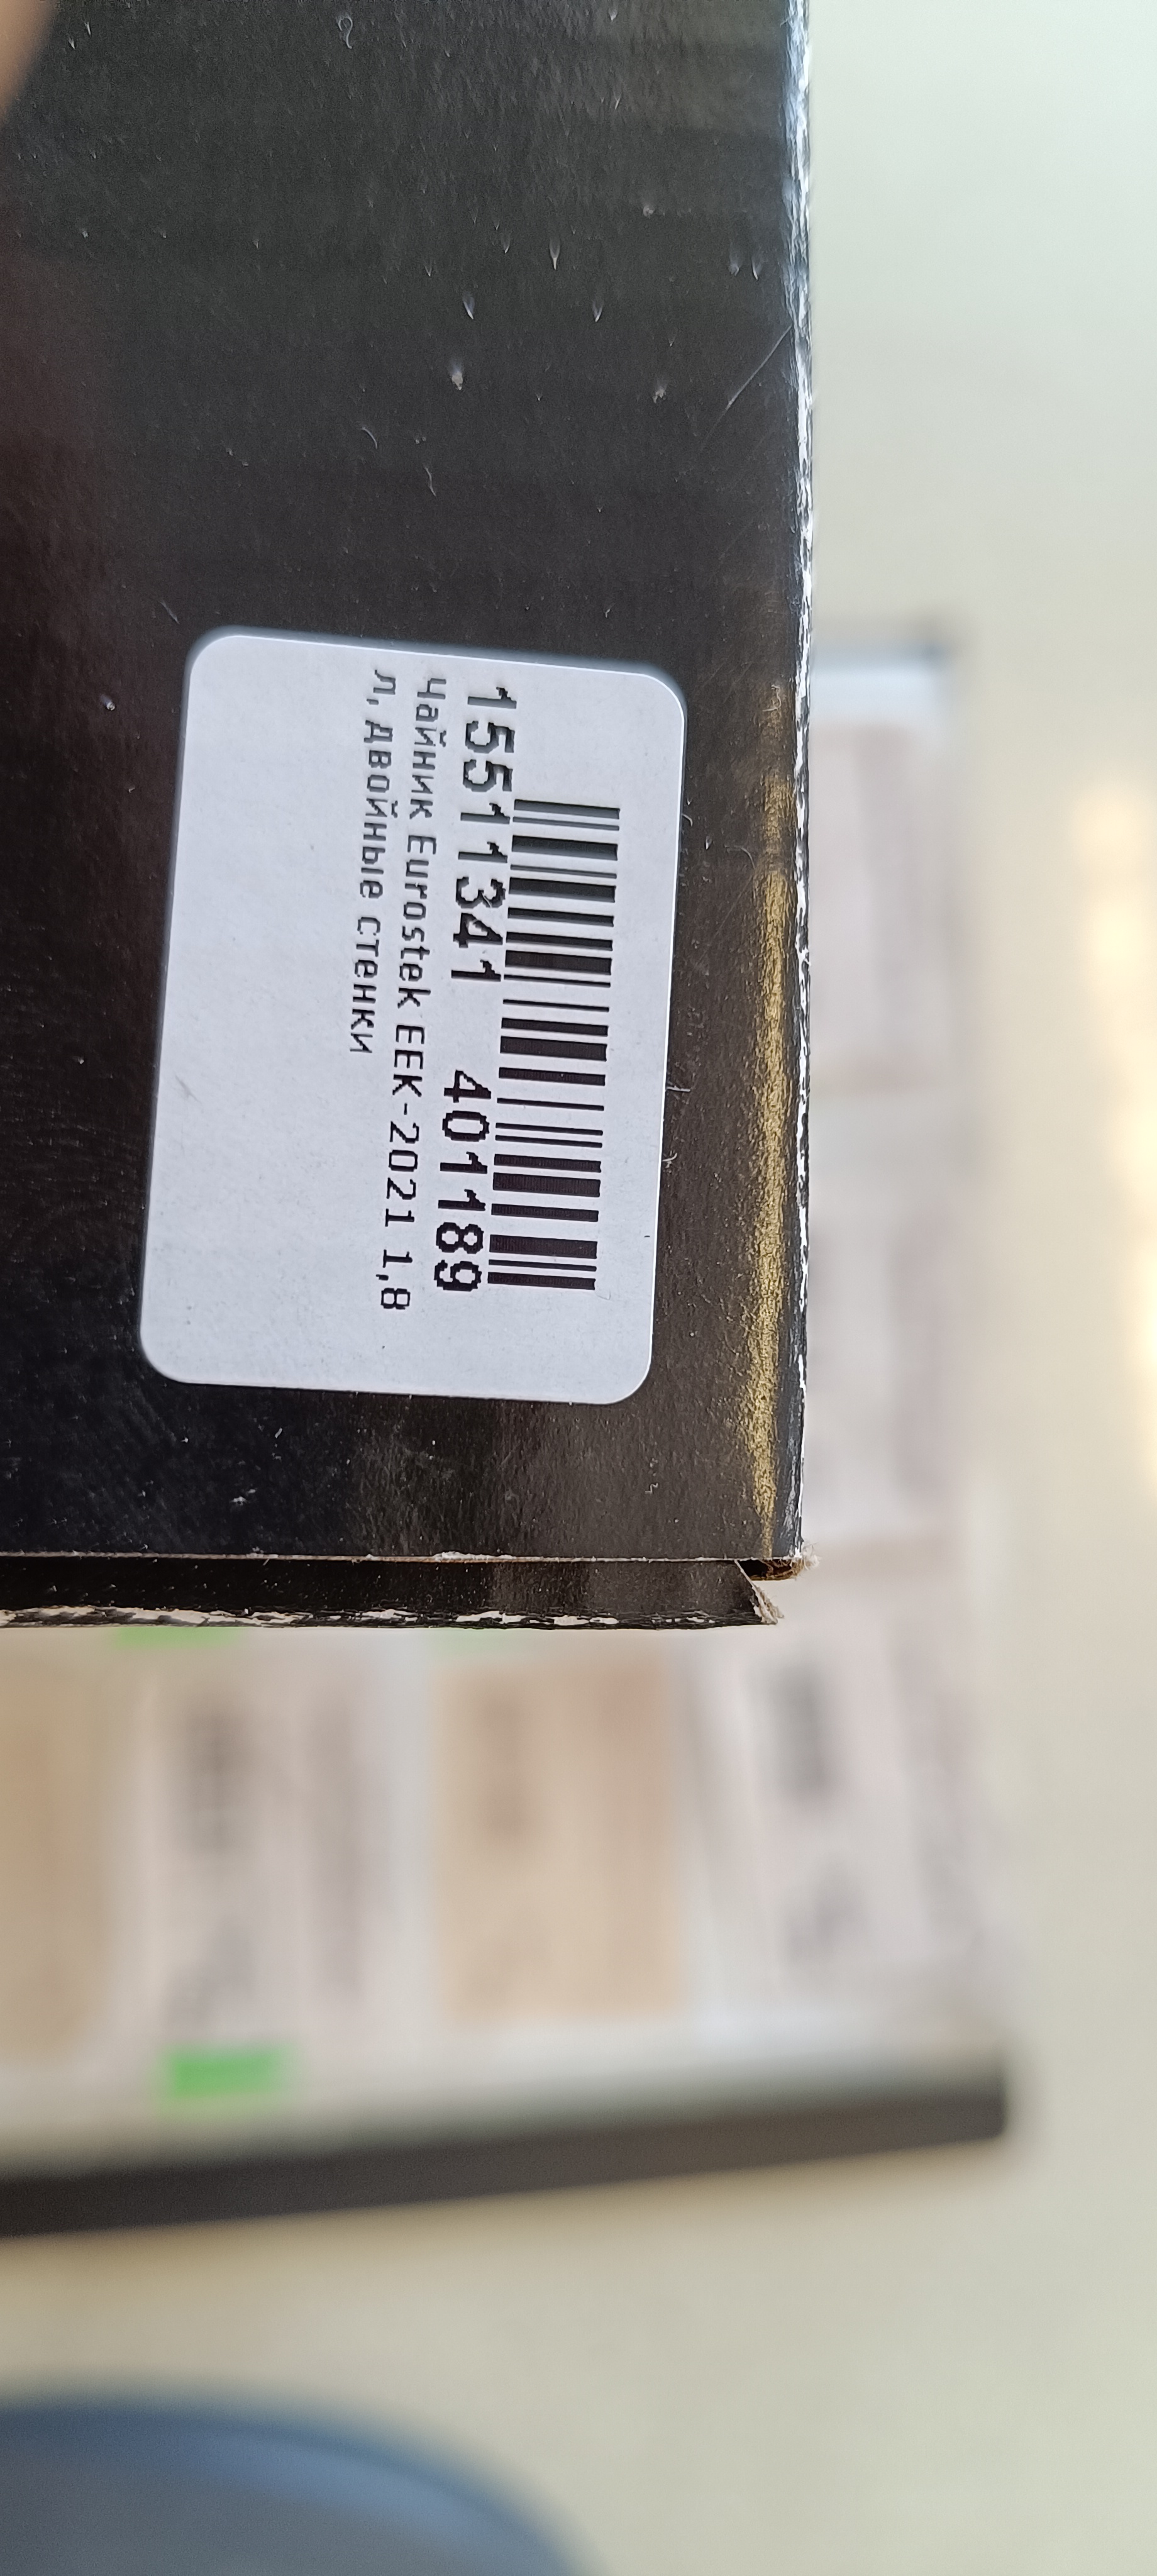 15511341 401189
Чайник Eurostek EEK-2021 1,8
л, двойные стенки